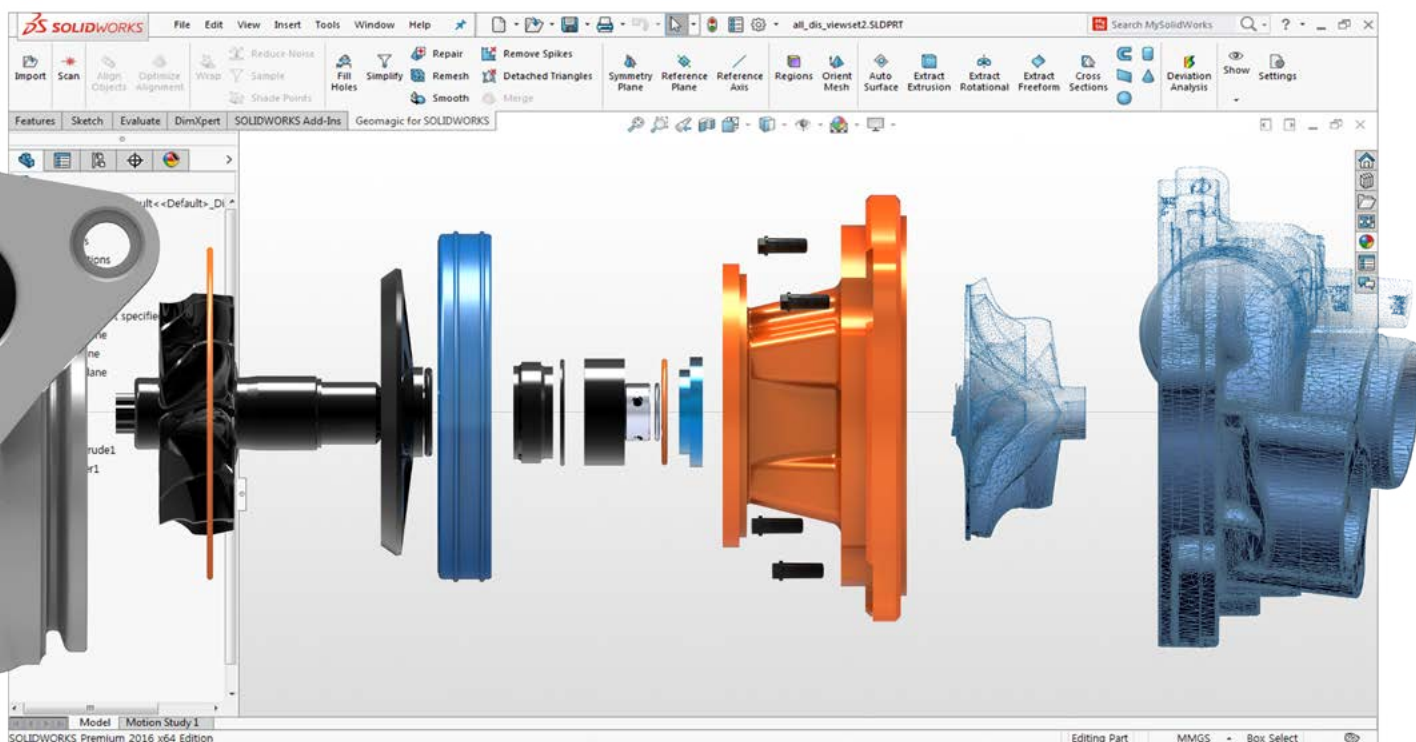 SOLIDWORKS File Edit View Insert Tools Window Help all_dis_viewset2.SLDPRT Search MySolidWorks ?
Import Scan Align Objects Optimize Alignment Wrap Reduce Noise Sample Shade Points Fill Holes Simplify Repair Remesh Smooth Remove Spikes Detached Triangles Merge Symmetry Plane Reference Plane Reference Axis Regions Orient Mesh Auto Surface Extract Extrusion Extract Rotational Extract Freeform Cross Sections Deviation Analysis Show Settings
Features Sketch Evaluate DimXpert SOLIDWORKS Add-Ins Geomagic for SOLIDWORKS
ult<<Default>_Di
s
tions
t specifie
ne
ne
lane
rude1
er1
Model Motion Study 1
SOLIDWORKS Premium 2016 x64 Edition Editing Part MMGS Box Select